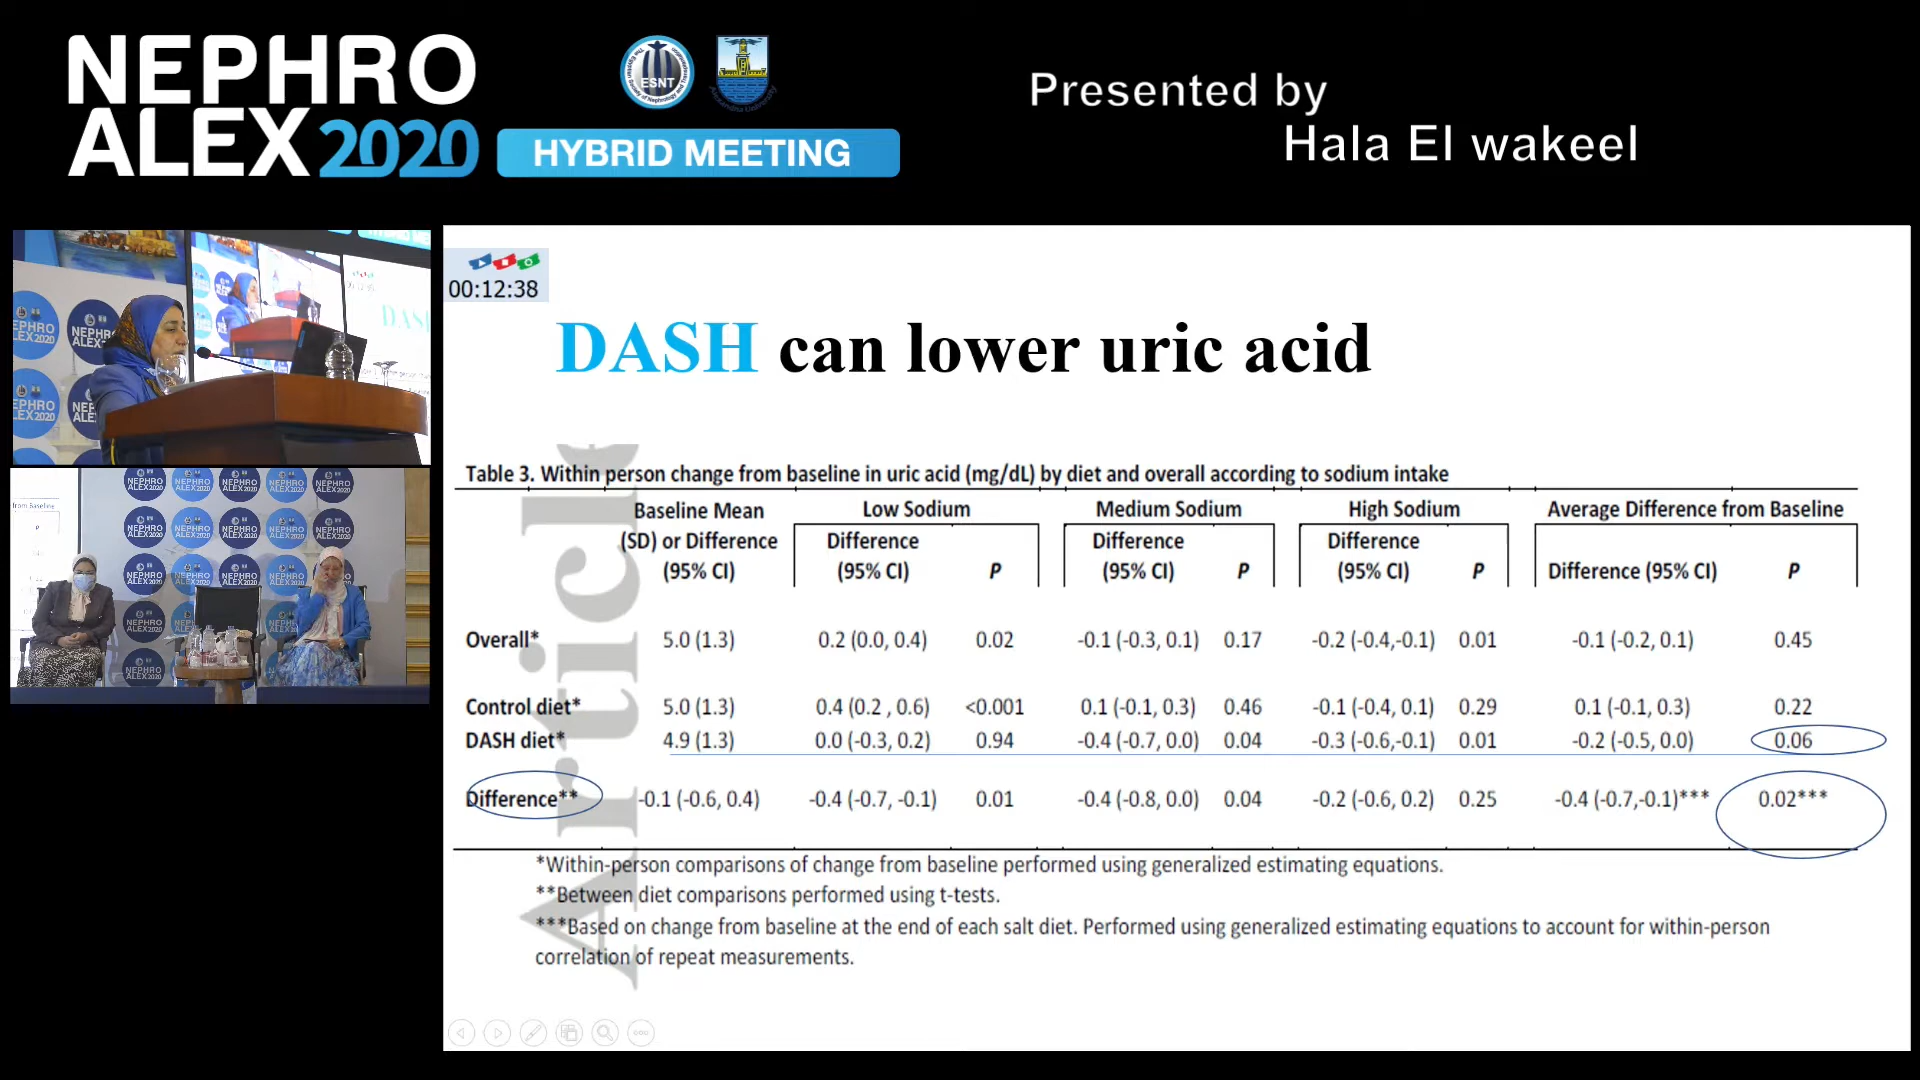 NEPHRO
ALEX 2020
HYBRID MEETING
ESNT
Presented by
Hala El wakeel
00:12:38
DASH can lower uric acid
Table 3. Within person change from baseline in uric acid (mg/dL) by diet and overall according to sodium intake
Baseline Mean (SD) or Difference (95% CI) Low Sodium Medium Sodium High Sodium Average Difference from Baseline
Difference (95% CI) P Difference (95% CI) P Difference (95% CI) P Difference (95% CI) P
Overall* 5.0 (1.3) 0.2 (0.0, 0.4) 0.02 -0.1 (-0.3, 0.1) 0.17 -0.2 (-0.4,-0.1) 0.01 -0.1 (-0.2, 0.1) 0.45
Control diet* 5.0 (1.3) 0.4 (0.2 , 0.6) <0.001 0.1 (-0.1, 0.3) 0.46 -0.1 (-0.4, 0.1) 0.29 0.1 (-0.1, 0.3) 0.22
DASH diet* 4.9 (1.3) 0.0 (-0.3, 0.2) 0.94 -0.4 (-0.7, 0.0) 0.04 -0.3 (-0.6,-0.1) 0.01 -0.2 (-0.5, 0.0) 0.06
Difference** -0.1 (-0.6, 0.4) -0.4 (-0.7, -0.1) 0.01 -0.4 (-0.8, 0.0) 0.04 -0.2 (-0.6, 0.2) 0.25 -0.4 (-0.7,-0.1)*** 0.02***
*Within-person comparisons of change from baseline performed using generalized estimating equations.
**Between diet comparisons performed using t-tests.
***Based on change from baseline at the end of each salt diet. Performed using generalized estimating equations to account for within-person
correlation of repeat measurements.
Article